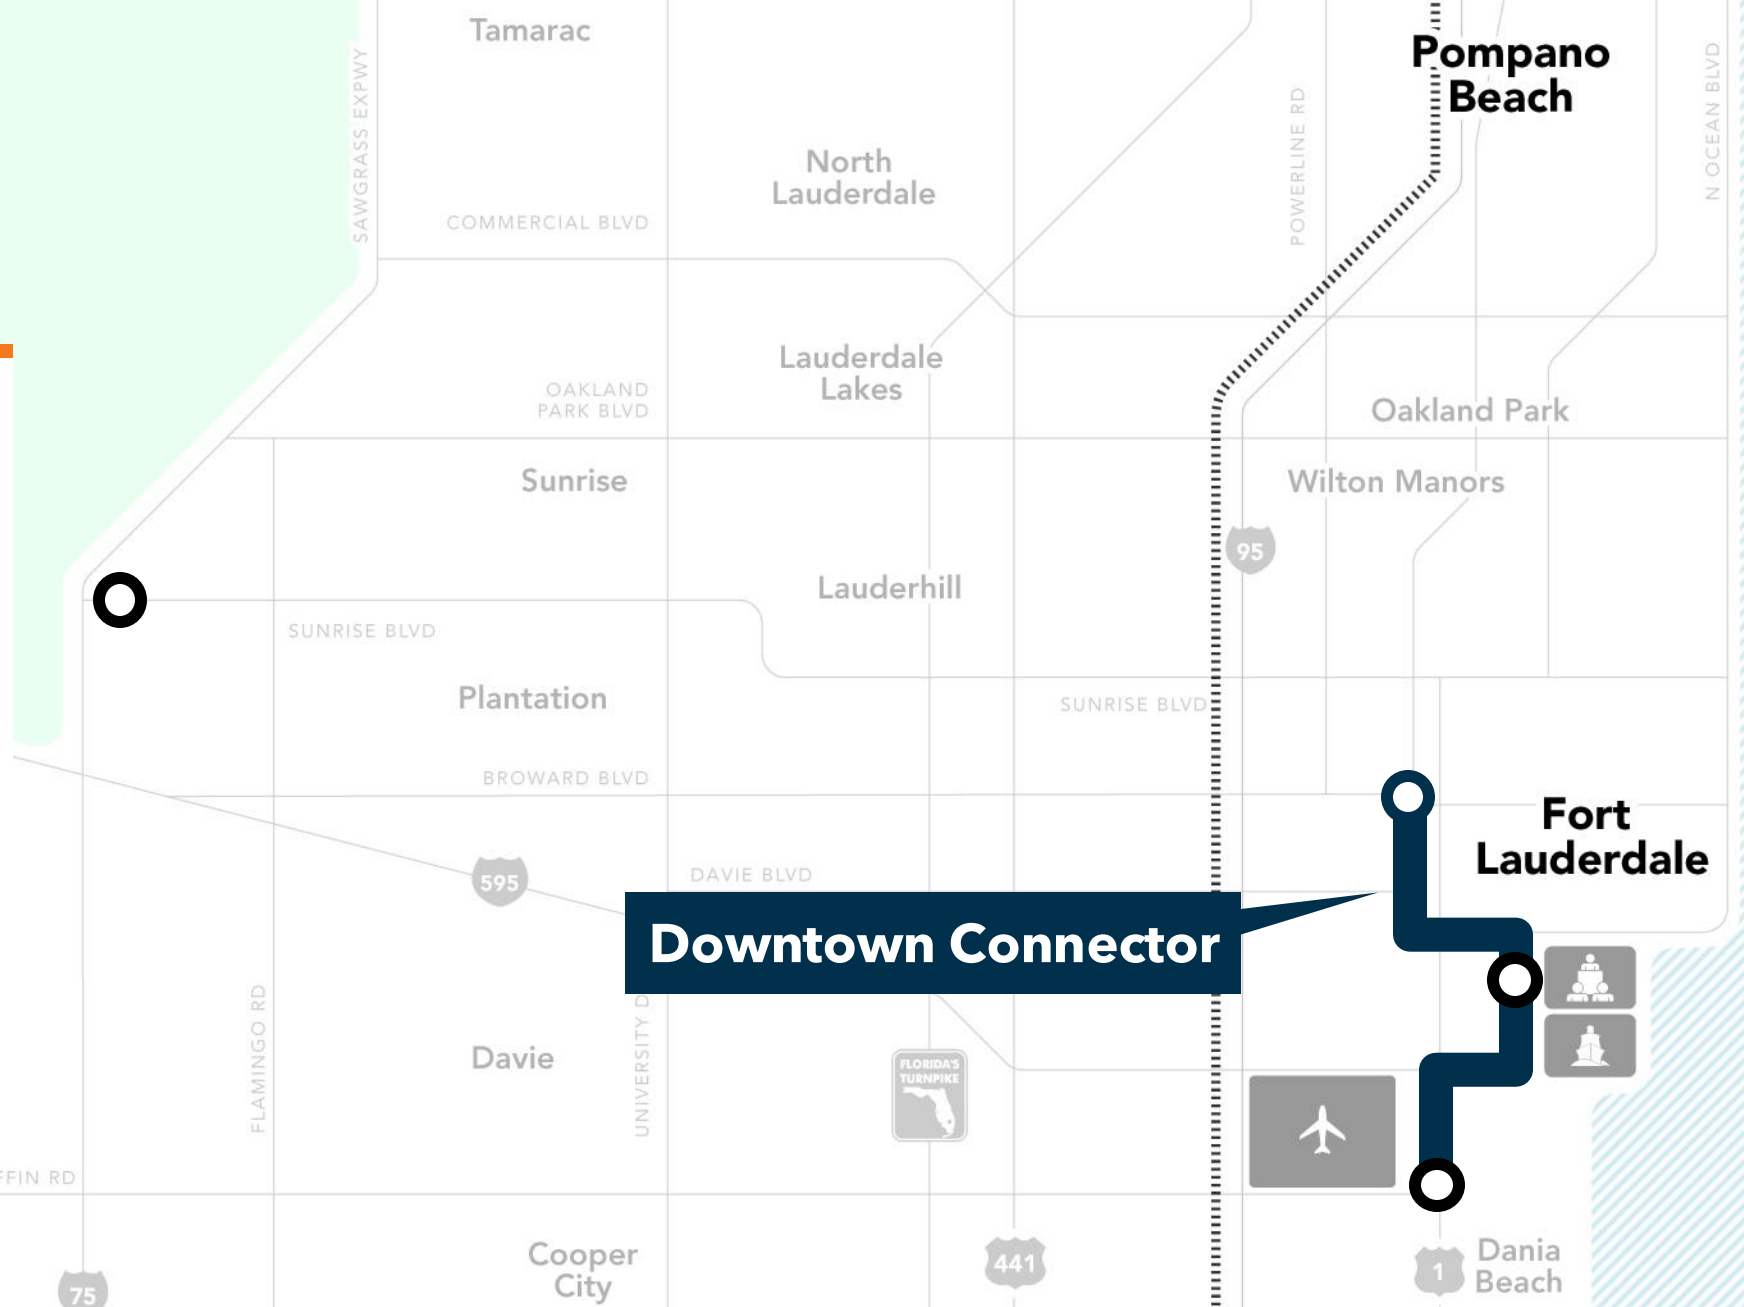 Tamarac
Pompano
Beach
SAWGRASS EXPWY
POWERLINE RD
N OCEAN BLVD
North
Lauderdale
COMMERCIAL BLVD
Lauderdale
Lakes
OAKLAND
PARK BLVD
Oakland Park
Sunrise
Wilton Manors
95
Lauderhill
SUNRISE BLVD
Plantation
SUNRISE BLVD
BROWARD BLVD
Fort
Lauderdale
595
DAVIE BLVD
Downtown Connector
FLAMINGO RD
UNIVERSITY D
Davie
FLORIDA'S
TURNPIKE
FFIN RD
Cooper
City
441
1
Dania
Beach
75